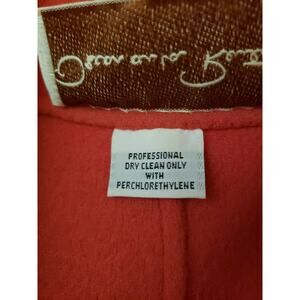 PROFESSIONAL
DRY CLEAN ONLY
WITH
PERCHLORETHYLENE